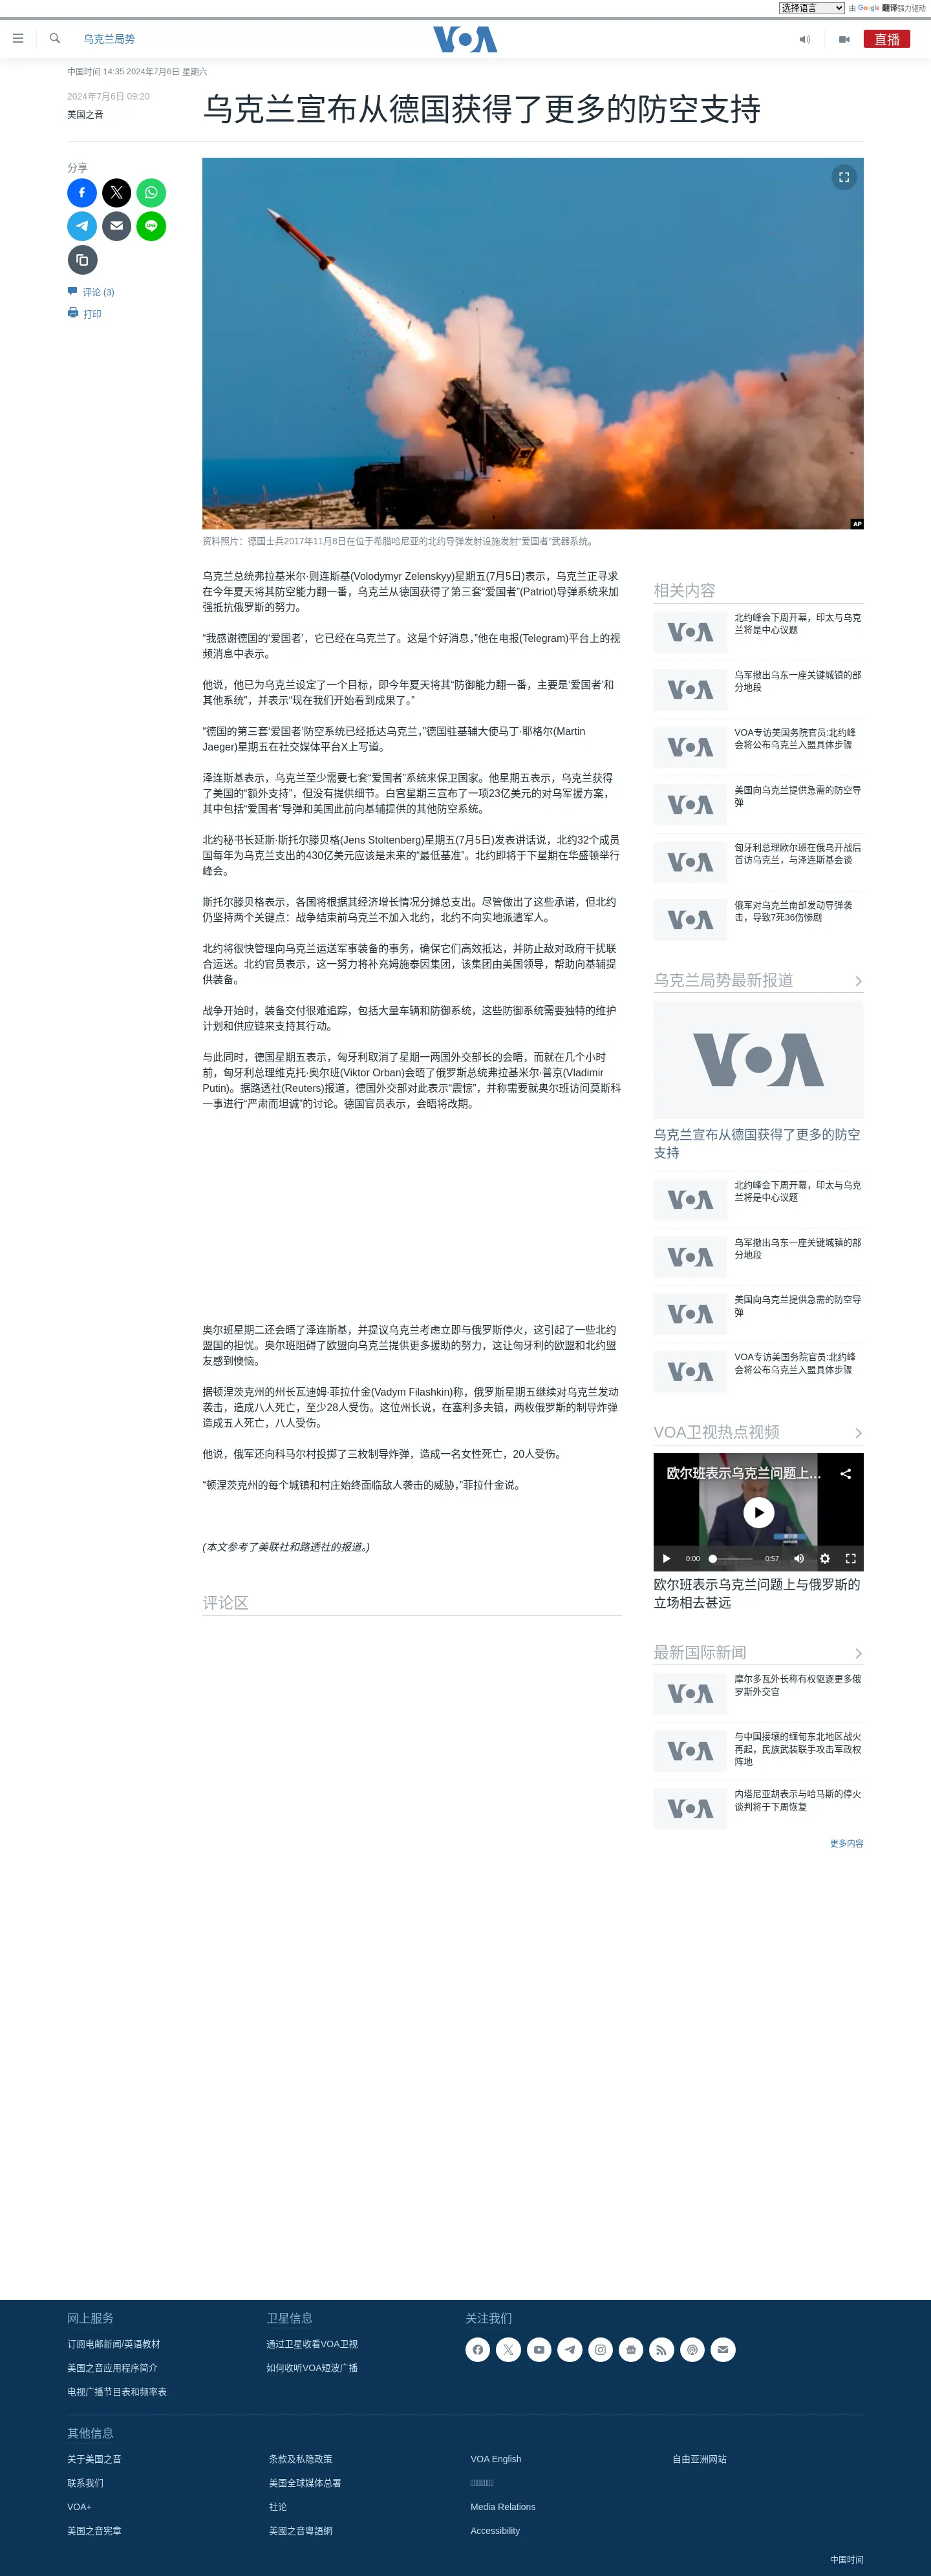 选择语言 由 Google 翻译强力驱动
乌克兰局势
VOA
直播
中国时间 14:35 2024年7月6日 星期六
2024年7月6日 09:20
美国之音
乌克兰宣布从德国获得了更多的防空支持
分享
评论 (3)
打印
AP
资料照片：德国士兵2017年11月8日在位于希腊哈尼亚的北约导弹发射设施发射“爱国者”武器系统。
乌克兰总统弗拉基米尔·则连斯基(Volodymyr Zelenskyy)星期五(7月5日)表示，乌克兰正寻求
在今年夏天将其防空能力翻一番，乌克兰从德国获得了第三套“爱国者”(Patriot)导弹系统来加
强抵抗俄罗斯的努力。
“我感谢德国的‘爱国者’，它已经在乌克兰了。这是个好消息，”他在电报(Telegram)平台上的视
频消息中表示。
他说，他已为乌克兰设定了一个目标，即今年夏天将其“防御能力翻一番，主要是‘爱国者’和
其他系统”，并表示“现在我们开始看到成果了。”
“德国的第三套‘爱国者’防空系统已经抵达乌克兰，”德国驻基辅大使马丁·耶格尔(Martin
Jaeger)星期五在社交媒体平台X上写道。
泽连斯基表示，乌克兰至少需要七套“爱国者”系统来保卫国家。他星期五表示，乌克兰获得
了美国的“额外支持”，但没有提供细节。白宫星期三宣布了一项23亿美元的对乌军援方案，
其中包括“爱国者”导弹和美国此前向基辅提供的其他防空系统。
北约秘书长延斯·斯托尔滕贝格(Jens Stoltenberg)星期五(7月5日)发表讲话说，北约32个成员
国每年为乌克兰支出的430亿美元应该是未来的“最低基准”。北约即将于下星期在华盛顿举行
峰会。
斯托尔滕贝格表示，各国将根据其经济增长情况分摊总支出。尽管做出了这些承诺，但北约
仍坚持两个关键点：战争结束前乌克兰不加入北约，北约不向实地派遣军人。
北约将很快管理向乌克兰运送军事装备的事务，确保它们高效抵达，并防止敌对政府干扰联
合运送。北约官员表示，这一努力将补充姆施泰因集团，该集团由美国领导，帮助向基辅提
供装备。
战争开始时，装备交付很难追踪，包括大量车辆和防御系统，这些防御系统需要独特的维护
计划和供应链来支持其行动。
与此同时，德国星期五表示，匈牙利取消了星期一两国外交部长的会晤，而就在几个小时
前，匈牙利总理维克托·奥尔班(Viktor Orban)会晤了俄罗斯总统弗拉基米尔·普京(Vladimir
Putin)。据路透社(Reuters)报道，德国外交部对此表示“震惊”，并称需要就奥尔班访问莫斯科
一事进行“严肃而坦诚”的讨论。德国官员表示，会晤将改期。
奥尔班星期二还会晤了泽连斯基，并提议乌克兰考虑立即与俄罗斯停火，这引起了一些北约
盟国的担忧。奥尔班阻碍了欧盟向乌克兰提供更多援助的努力，这让匈牙利的欧盟和北约盟
友感到懊恼。
据顿涅茨克州的州长瓦迪姆·菲拉什金(Vadym Filashkin)称，俄罗斯星期五继续对乌克兰发动
袭击，造成八人死亡，至少28人受伤。这位州长说，在塞利多夫镇，两枚俄罗斯的制导炸弹
造成五人死亡，八人受伤。
他说，俄军还向科马尔村投掷了三枚制导炸弹，造成一名女性死亡，20人受伤。
“顿涅茨克州的每个城镇和村庄始终面临敌人袭击的威胁，”菲拉什金说。
(本文参考了美联社和路透社的报道。)
评论区
相关内容
VOA 北约峰会下周开幕，印太与乌克
兰将是中心议题
VOA 乌军撤出乌东一座关键城镇的部
分地段
VOA VOA专访美国务院官员:北约峰
会将公布乌克兰入盟具体步骤
VOA 美国向乌克兰提供急需的防空导
弹
VOA 匈牙利总理欧尔班在俄乌开战后
首访乌克兰，与泽连斯基会谈
VOA 俄军对乌克兰南部发动导弹袭
击，导致7死36伤惨剧
乌克兰局势最新报道
VOA
乌克兰宣布从德国获得了更多的防空
支持
VOA 北约峰会下周开幕，印太与乌克
兰将是中心议题
VOA 乌军撤出乌东一座关键城镇的部
分地段
VOA 美国向乌克兰提供急需的防空导
弹
VOA VOA专访美国务院官员:北约峰
会将公布乌克兰入盟具体步骤
VOA卫视热点视频
欧尔班表示乌克兰问题上...
0:00 0:57
欧尔班表示乌克兰问题上与俄罗斯的
立场相去甚远
最新国际新闻
VOA 摩尔多瓦外长称有权驱逐更多俄
罗斯外交官
VOA 与中国接壤的缅甸东北地区战火
再起，民族武装联手攻击军政权
阵地
VOA 内塔尼亚胡表示与哈马斯的停火
谈判将于下周恢复
更多内容
网上服务
订阅电邮新闻/英语教材
美国之音应用程序简介
电视广播节目表和频率表
卫星信息
通过卫星收看VOA卫视
如何收听VOA短波广播
关注我们
其他信息
关于美国之音
联系我们
VOA+
美国之音宪章
条款及私隐政策
美国全球媒体总署
社论
美國之音粵語網
VOA English
Media Relations
Accessibility
自由亚洲网站
中国时间